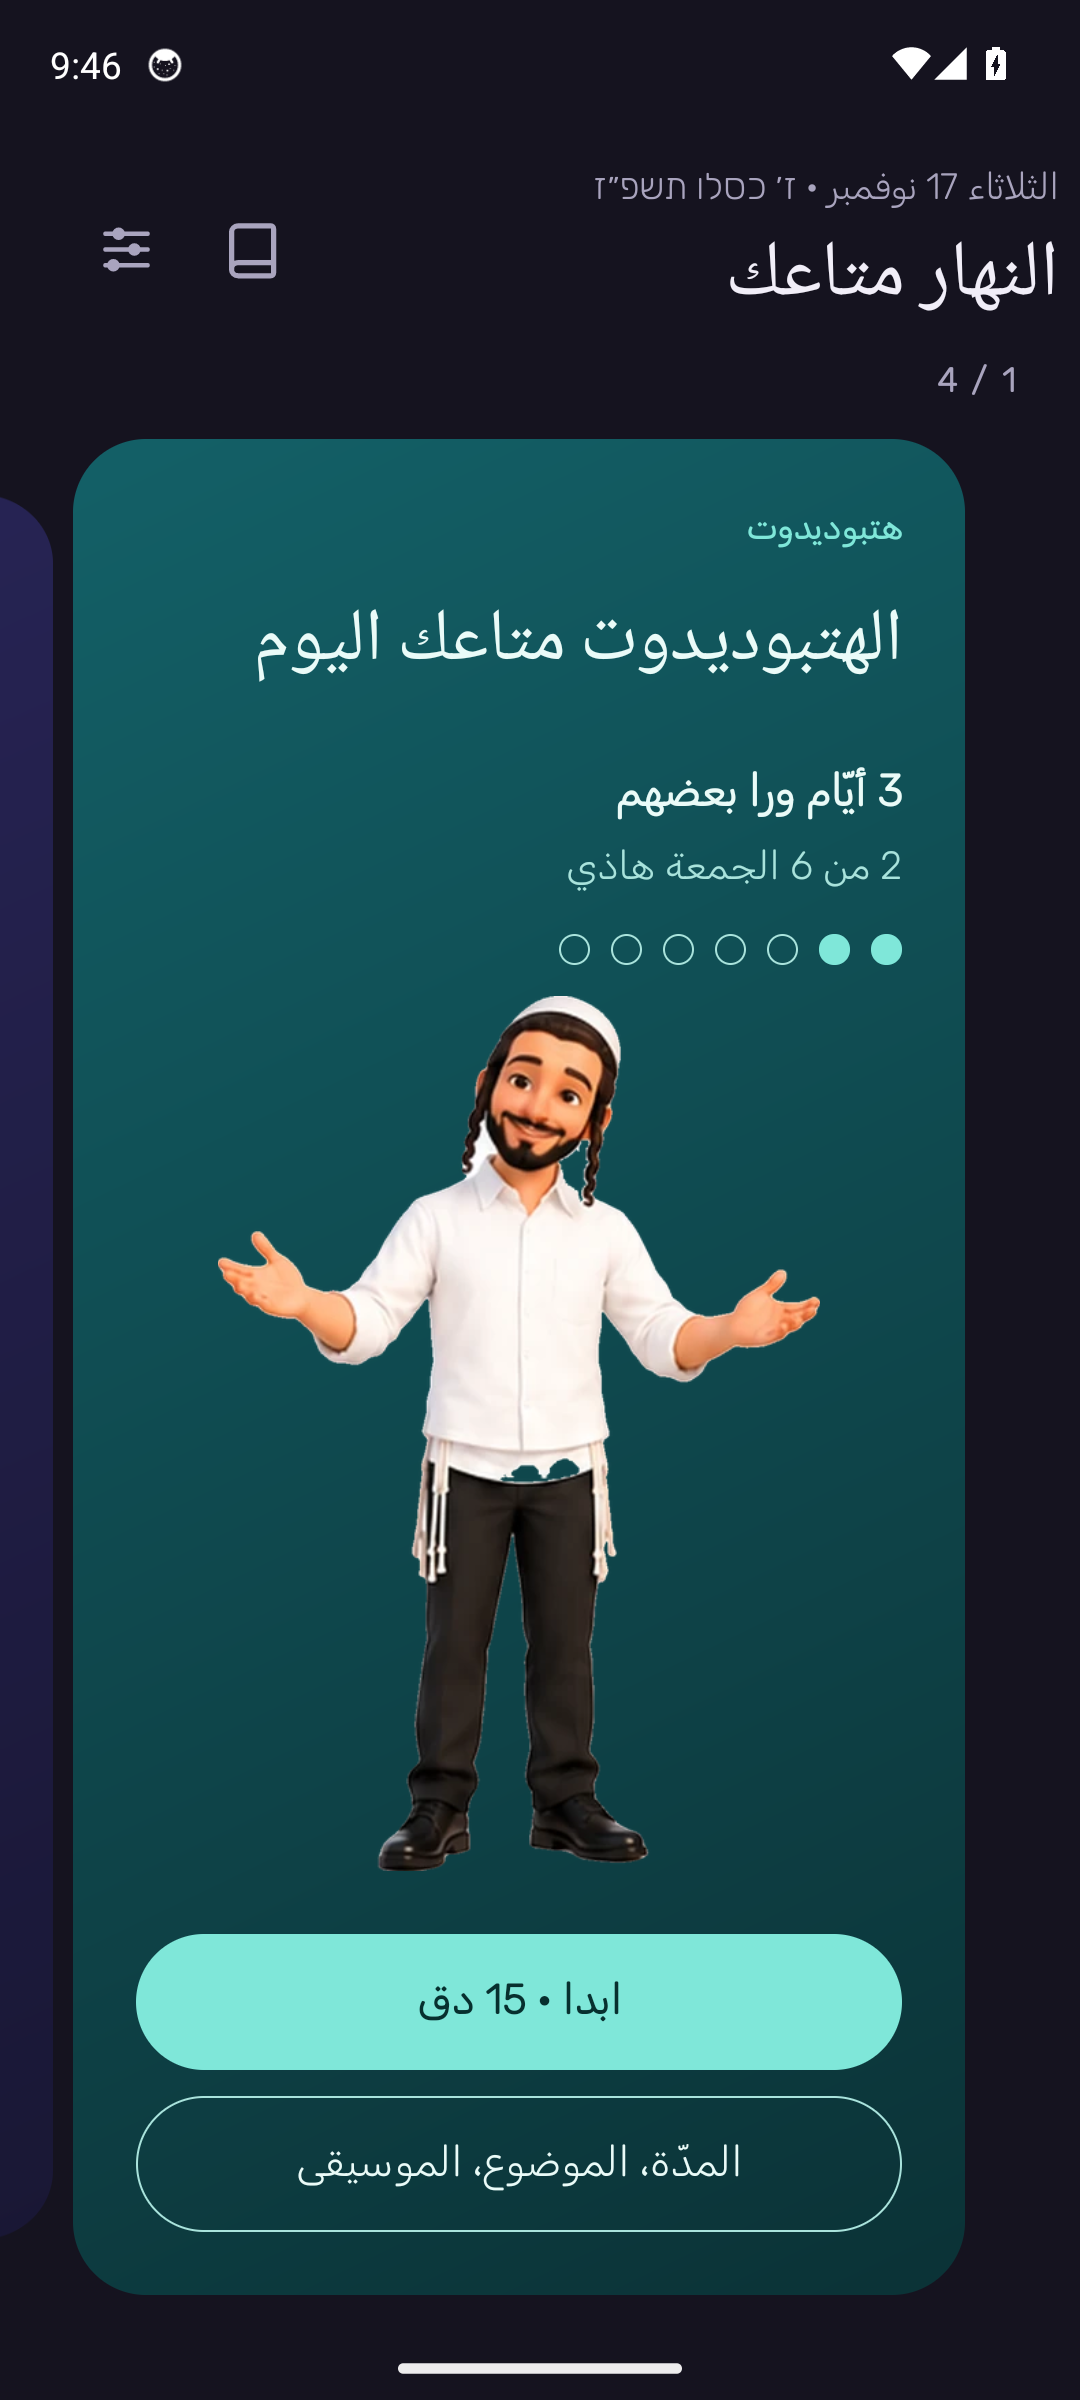 9:46
الثلاثاء 17 نوفمبر • ז׳ כסלו תשפ״ז
النهار متاعك
1 / 4
هتبوديدوت
الهتبوديدوت متاعك اليوم
3 أيّام ورا بعضهم
2 من 6 الجمعة هاذي
ابدا • 15 دق
المدّة، الموضوع، الموسيقى